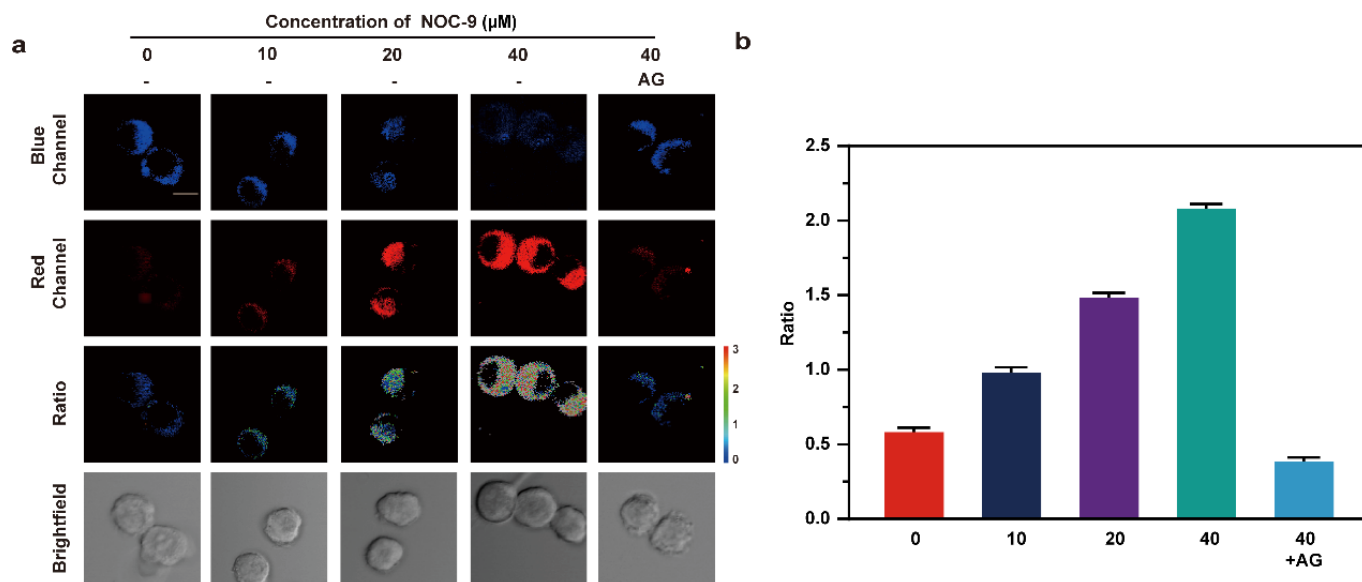 a
Concentration of NOC-9 (μM)
0 10 20 40 40
- - - - AG
Blue
Channel
Red
Channel
Ratio
3
2
1
0
Brightfield
b
Ratio
2.5
2.0
1.5
1.0
0.5
0.0
0 10 20 40 40
+AG